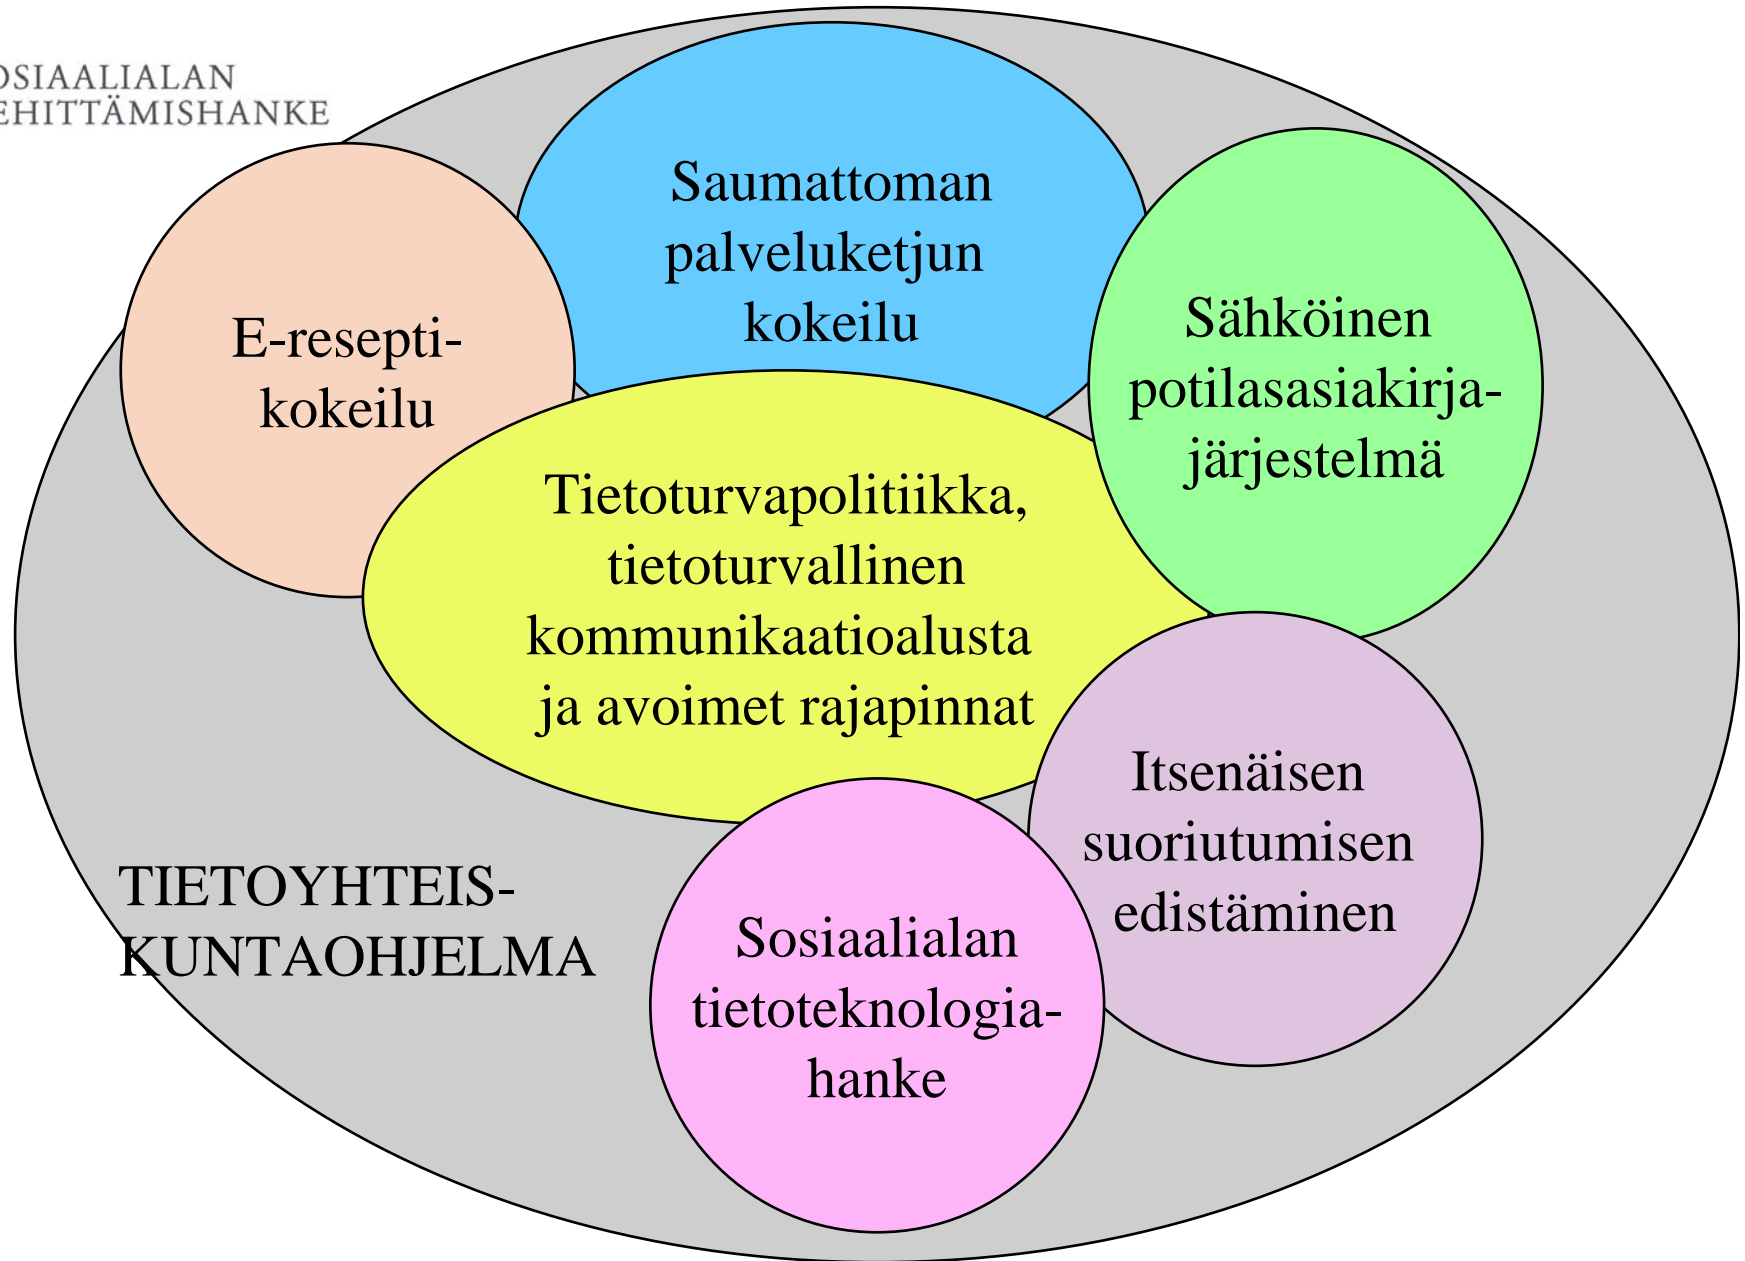 OSIAALIALAN
EHITTÄMISHANKE
Saumattoman
palveluketjun
kokeilu
E-resepti-
kokeilu
Sähköinen
potilasasiakirja-
järjestelmä
Tietoturvapolitiikka,
tietoturvallinen
kommunikaatioalusta
ja avoimet rajapinnat
Itsenäisen
suoriutumisen
edistäminen
TIETOYHTEIS-
KUNTAOHJELMA
Sosiaalialan
tietoteknologia-
hanke